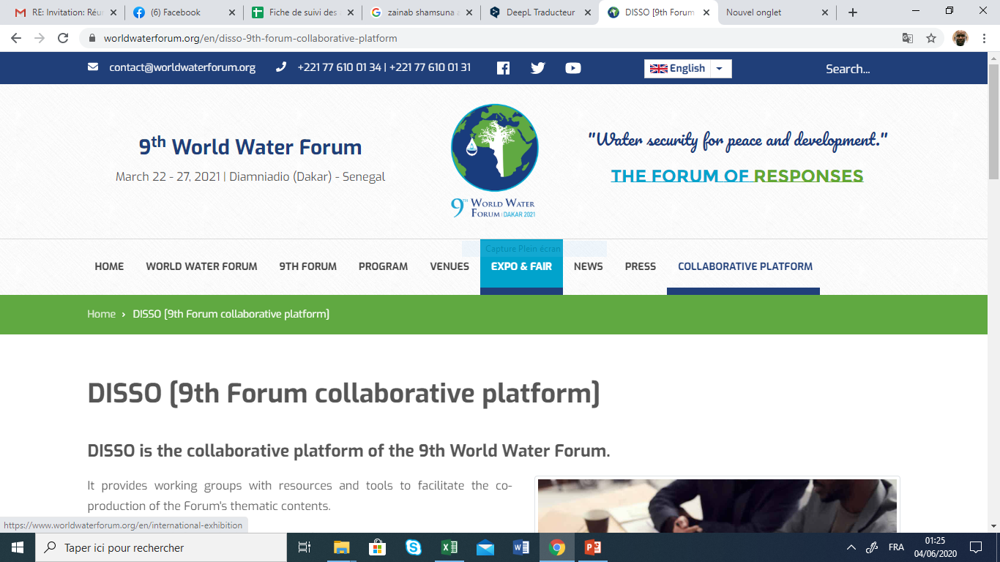 RE: Invitation: Réu
(6) Facebook
Fiche de suivi des
zainab shamsuna
DeepL Traducteur
DISSO [9th Forum
Nouvel onglet
worldwaterforum.org/en/disso-9th-forum-collaborative-platform
contact@worldwaterforum.org
+221 77 610 01 34 | +221 77 610 01 31
English
Search...
9th World Water Forum
March 22 - 27, 2021 | Diamniadio (Dakar) - Senegal
9TH WORLD WATER
FORUM | DAKAR 2021
"Water security for peace and development."
THE FORUM OF RESPONSES
Capture Plein écran
HOME WORLD WATER FORUM 9TH FORUM PROGRAM VENUES EXPO & FAIR NEWS PRESS COLLABORATIVE PLATFORM
Home › DISSO [9th Forum collaborative platform]
DISSO [9th Forum collaborative platform]
DISSO is the collaborative platform of the 9th World Water Forum.
It provides working groups with resources and tools to facilitate the co-
production of the Forum's thematic contents.
https://www.worldwaterforum.org/en/international-exhibition
Taper ici pour rechercher
FRA
01:25
04/06/2020